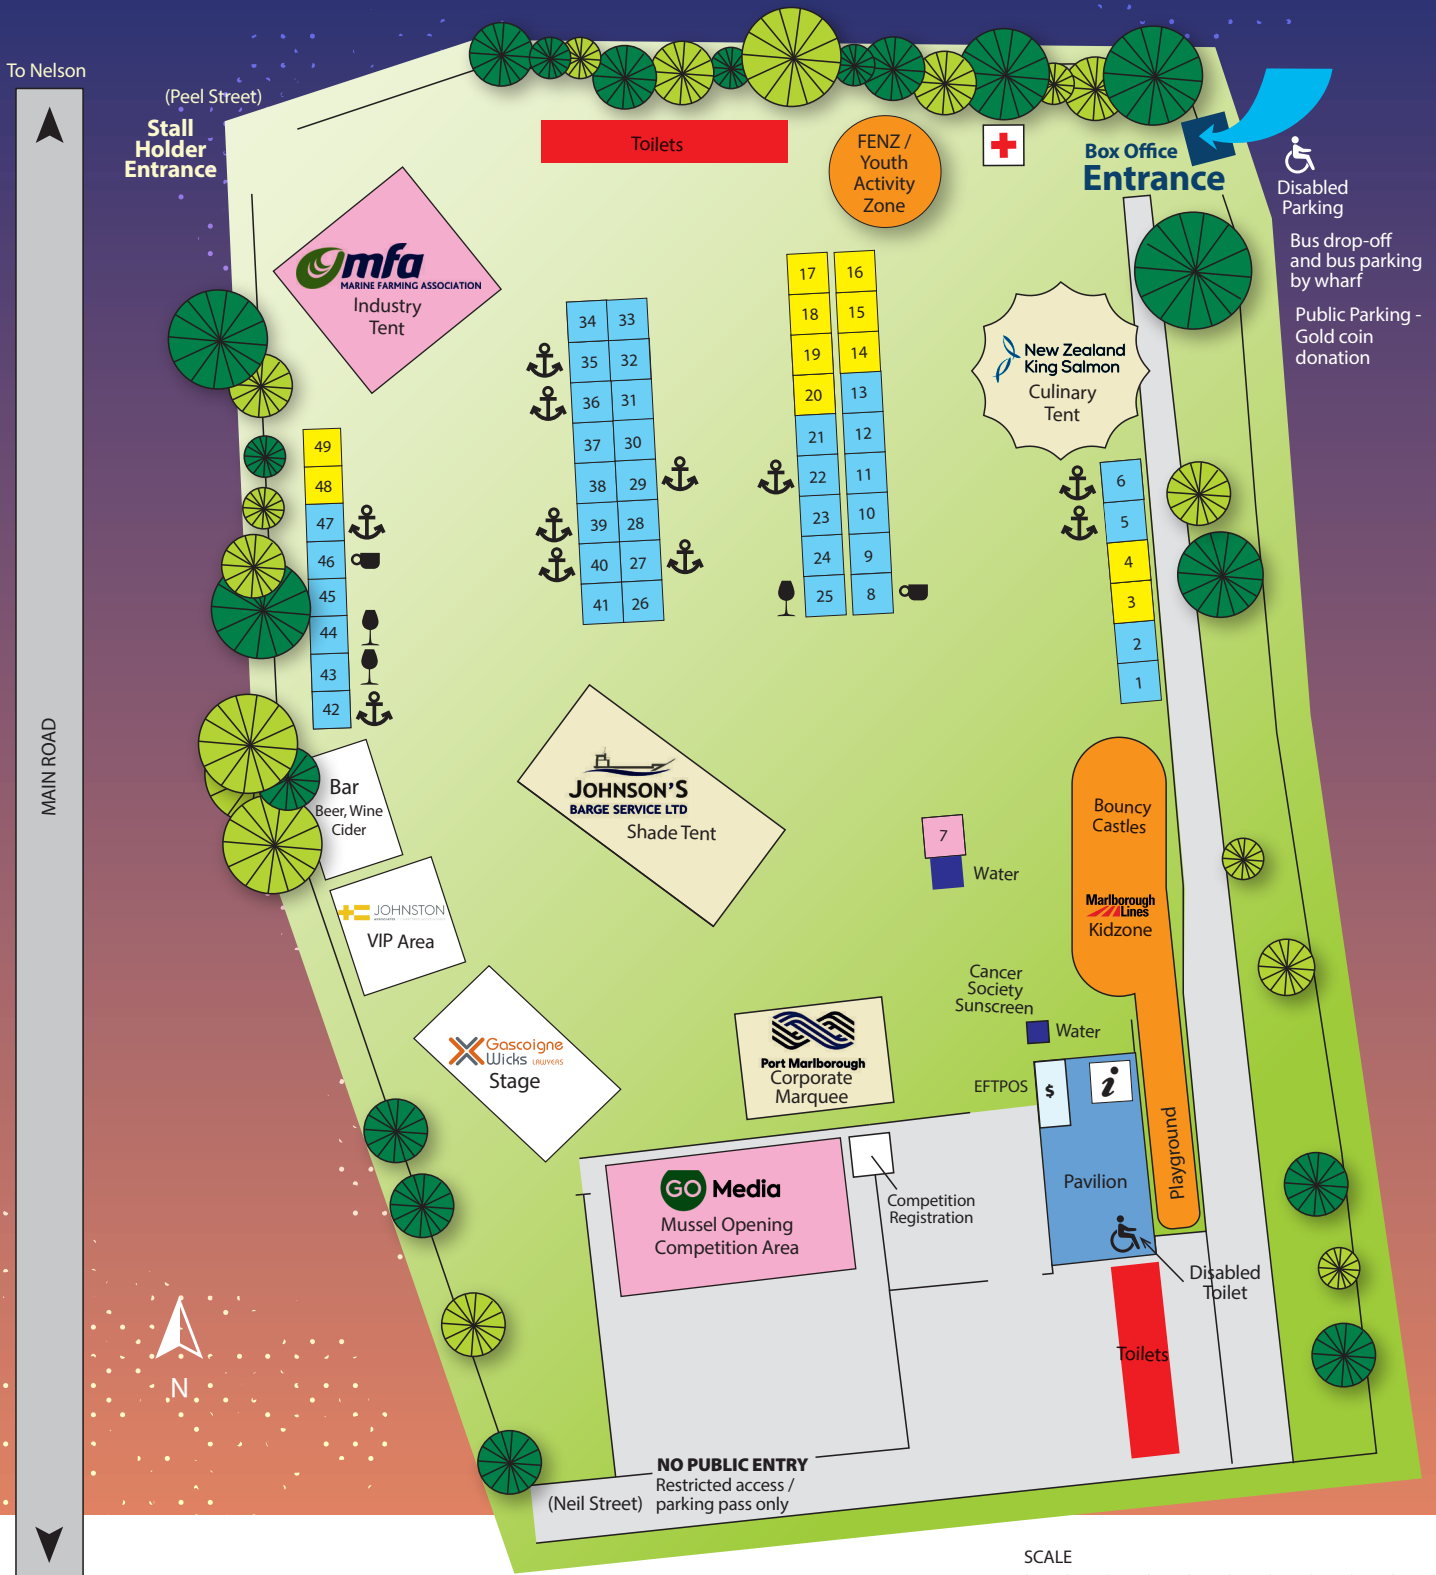 To Nelson
(Peel Street)
Stall
Holder
Entrance
MAIN ROAD
Toilets
FENZ /
Youth
Activity
Zone
Box Office
Entrance
Disabled
Parking
Bus drop-off
and bus parking
by wharf
Public Parking -
Gold coin
donation
mfa
MARINE FARMING ASSOCIATION
Industry
Tent
34 33
35 32
36 31
37 30
38 29
39 28
40 27
41 26
17 16
18 15
19 14
20 13
21 12
22 11
23 10
24 9
25 8
New Zealand
King Salmon
Culinary
Tent
6
5
4
3
2
1
49
48
47
46
45
44
43
42
Bar
Beer, Wine
Cider
JOHNSTON
VIP Area
JOHNSON'S
BARGE SERVICE LTD
Shade Tent
7
Water
Bouncy
Castles
Marlborough
Lines
Kidzone
Playground
Gascoigne
Wicks LAWYERS
Stage
Port Marlborough
Corporate
Marquee
Cancer
Society
Sunscreen
Water
EFTPOS
$
i
Pavilion
Disabled
Toilet
Toilets
GO Media
Mussel Opening
Competition Area
Competition
Registration
N
NO PUBLIC ENTRY
Restricted access /
parking pass only
(Neil Street)
SCALE